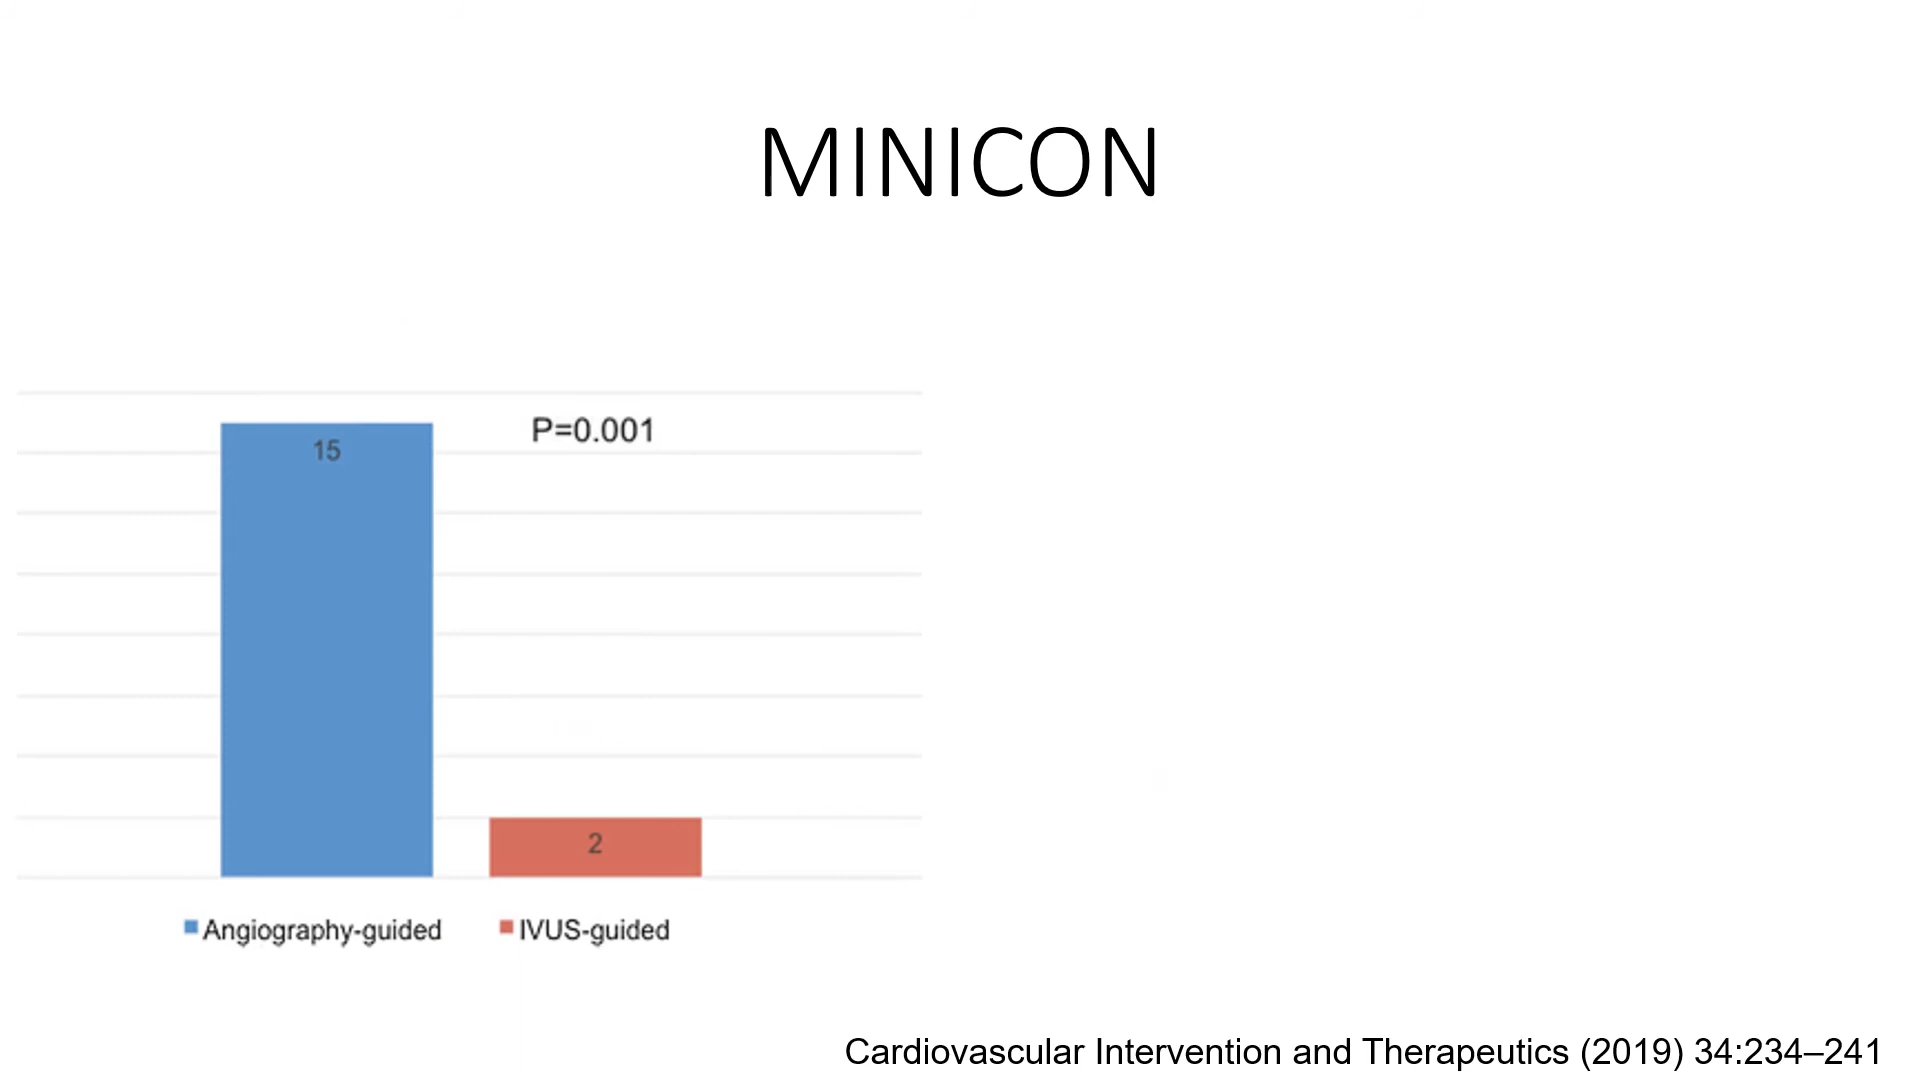 MINICON
15
P=0.001
2
Angiography-guided IVUS-guided
Cardiovascular Intervention and Therapeutics (2019) 34:234–241